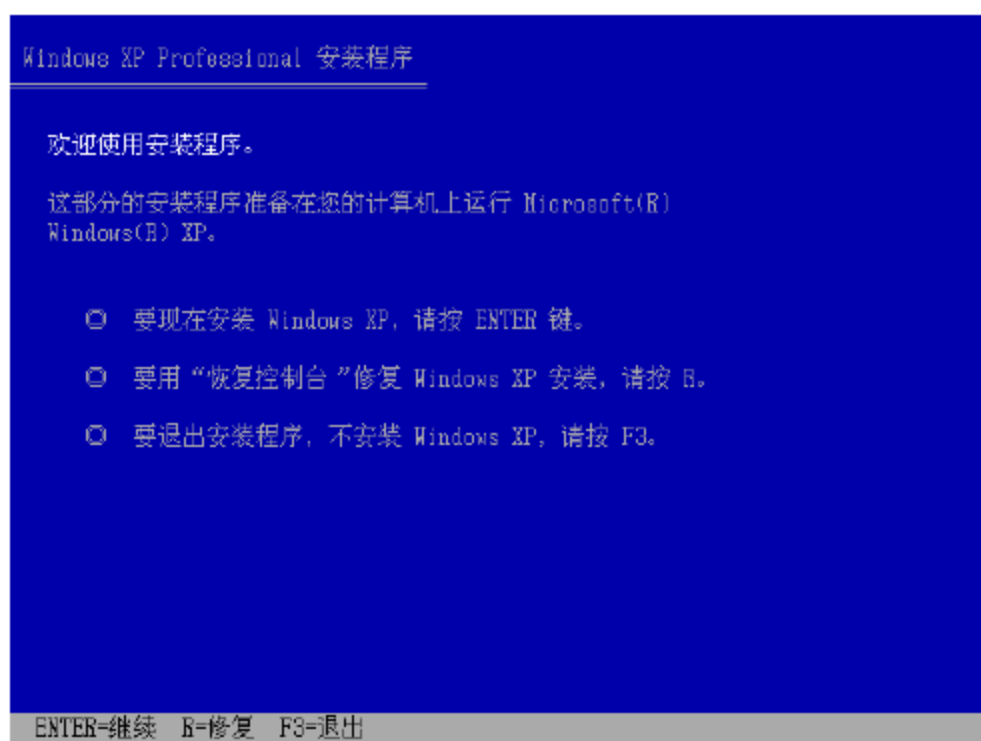 Windows XP Professional 安装程序
欢迎使用安装程序。
这部分的安装程序准备在您的计算机上运行 Microsoft(R)
Windows(R) XP。
◎ 要现在安装 Windows XP, 请按 ENTER 键。
◎ 要用“恢复控制台”修复 Windows XP 安装, 请按 R。
◎ 要退出安装程序, 不安装 Windows XP, 请按 F3。
ENTER=继续 R=修复 F3=退出